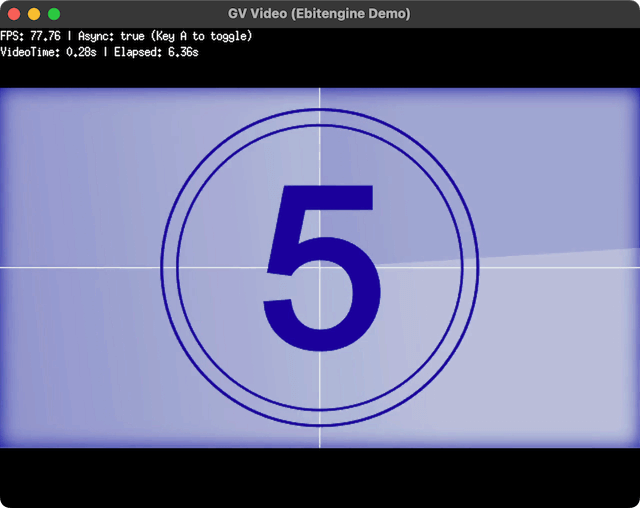 GV Video (Ebitengine Demo)
FPS: 77.76 | Async: true (Key A to toggle)
VideoTime: 0.28s | Elapsed: 6.36s
5